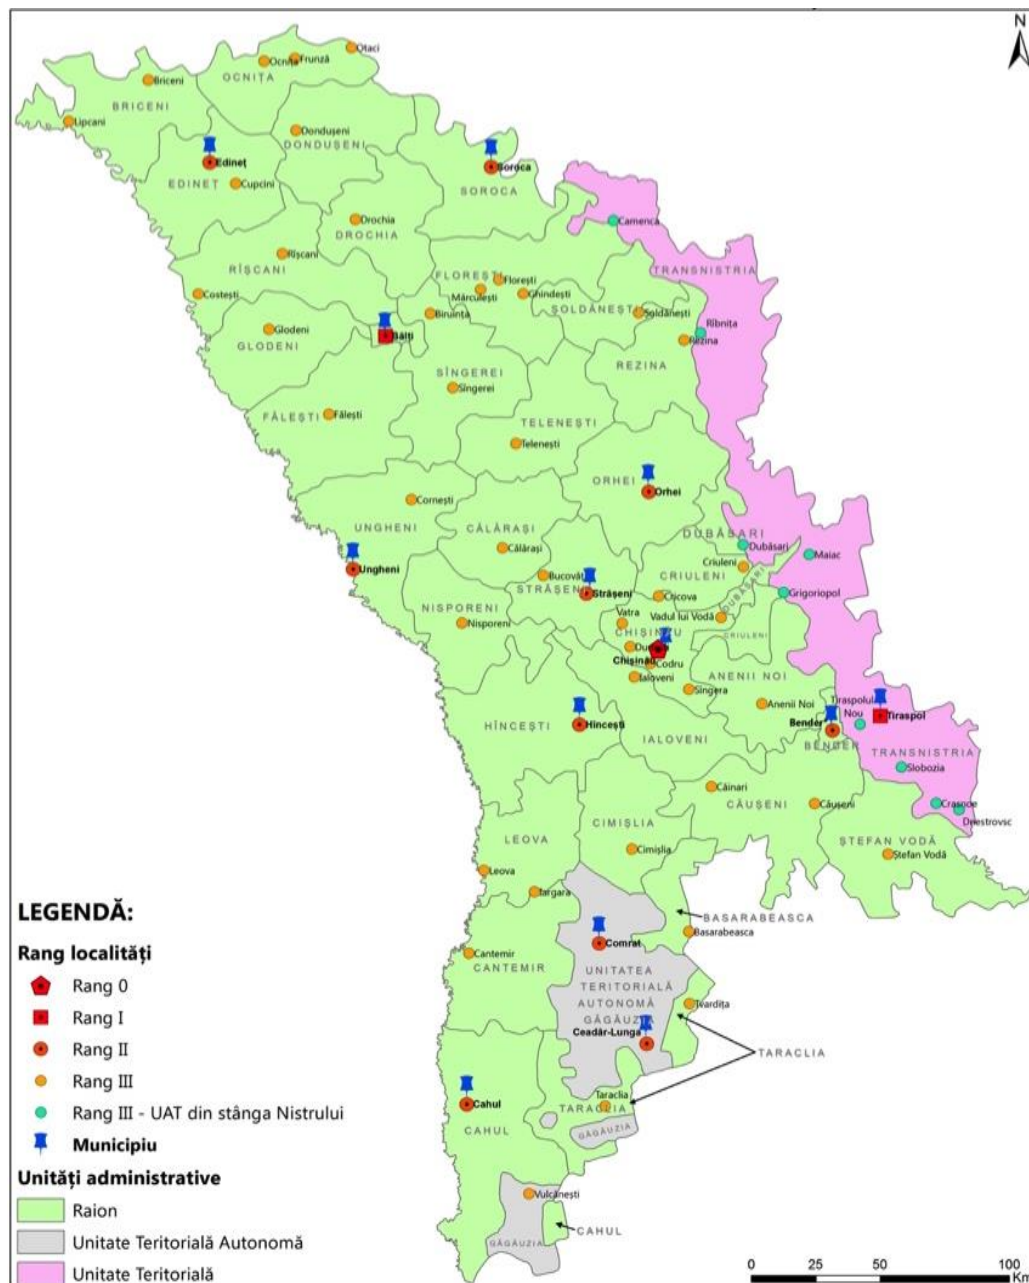 N
Otaci
Ocnița
Frunză
OCNIȚA
Briceni
BRICENI
Lipcani
Dondușeni
DONDUȘENI
Edineț
EDINEȚ
Cupcini
Soroca
SOROCA
Camenca
Drochia
DROCHIA
Rîșcani
RÎȘCANI
TRANSNISTRIA
Costești
FLOREȘTI
Florești
Mărculești
Ghindești
Biruința
ȘOLDĂNEȘTI
Șoldănești
Rîbnița
Rezina
REZINA
Glodeni
GLODENI
Bălți
SÎNGEREI
Sîngerei
FĂLEȘTI
Fălești
TELENEȘTI
Telenești
ORHEI
Orhei
Cornești
UNGHENI
Ungheni
CĂLĂRAȘI
Călărași
DUBĂSARI
Dubăsari
Maiac
Criuleni
CRIULENI
DUBĂSARI
Grigoriopol
Bucovăț
STRĂȘENI
Strășeni
Cricova
NISPORENI
Nisporeni
Vatra
Vadul lui Vodă
CHIȘINĂU
CRIULENI
Chișinău
Codru
Ialoveni
Sîngera
ANENII NOI
Anenii Noi
Tiraspolul
Nou
Tiraspol
Bender
BENDER
HÎNCEȘTI
Hîncești
IALOVENI
TRANSNISTRIA
Slobozia
Căinari
CĂUȘENI
Căușeni
Crasnoe
Dnestrovsc
LEOVA
CIMIȘLIA
Cimișlia
ȘTEFAN VODĂ
Ștefan Vodă
Leova
Iargara
BASARABEASCA
Basarabeasca
Comrat
Cantemir
CANTEMIR
UNITATEA
TERITORIALĂ
AUTONOMĂ
GĂGĂUZIA
Tvardița
Ceadâr-Lunga
TARACLIA
Taraclia
TARACLIA
GĂGĂUZIA
Cahul
CAHUL
Vulcănești
CAHUL
GĂGĂUZIA
LEGENDĂ:
Rang localități
Rang 0
Rang I
Rang II
Rang III
Rang III - UAT din stânga Nistrului
Municipiu
Unități administrative
Raion
Unitate Teritorială Autonomă
Unitate Teritorială
0 25 50 100